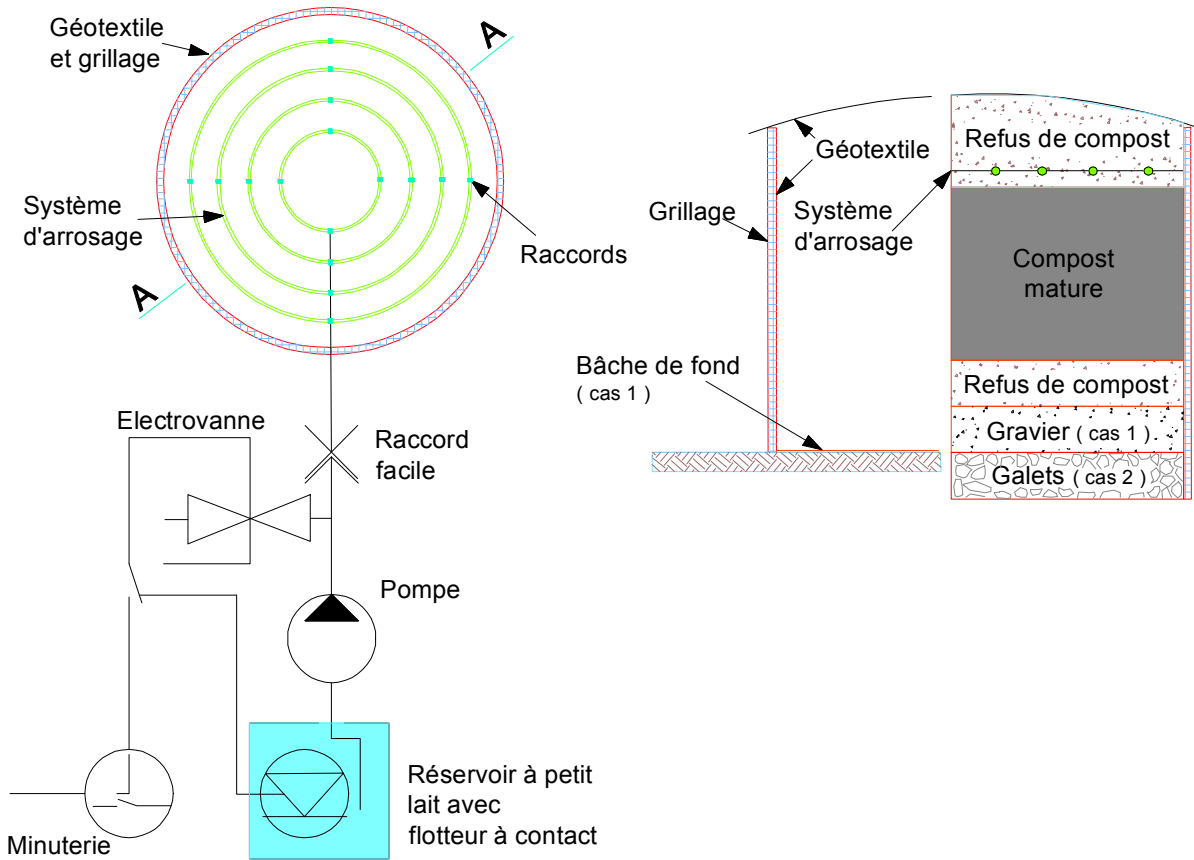 Géotextile
et grillage
A
Système
d'arrosage
Raccords
A
Electrovanne
Raccord
facile
Pompe
Réservoir à petit
lait avec
flotteur à contact
Minuterie
Refus de compost
Géotextile
Grillage
Système
d'arrosage
Compost
mature
Bâche de fond
( cas 1 )
Refus de compost
Gravier ( cas 1 ).
Galets ( cas 2 )